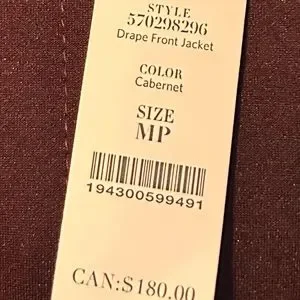 STYLE
570298296
Drape Front Jacket
COLOR
Cabernet
SIZE
MP
194300599491
CAN:$180.00